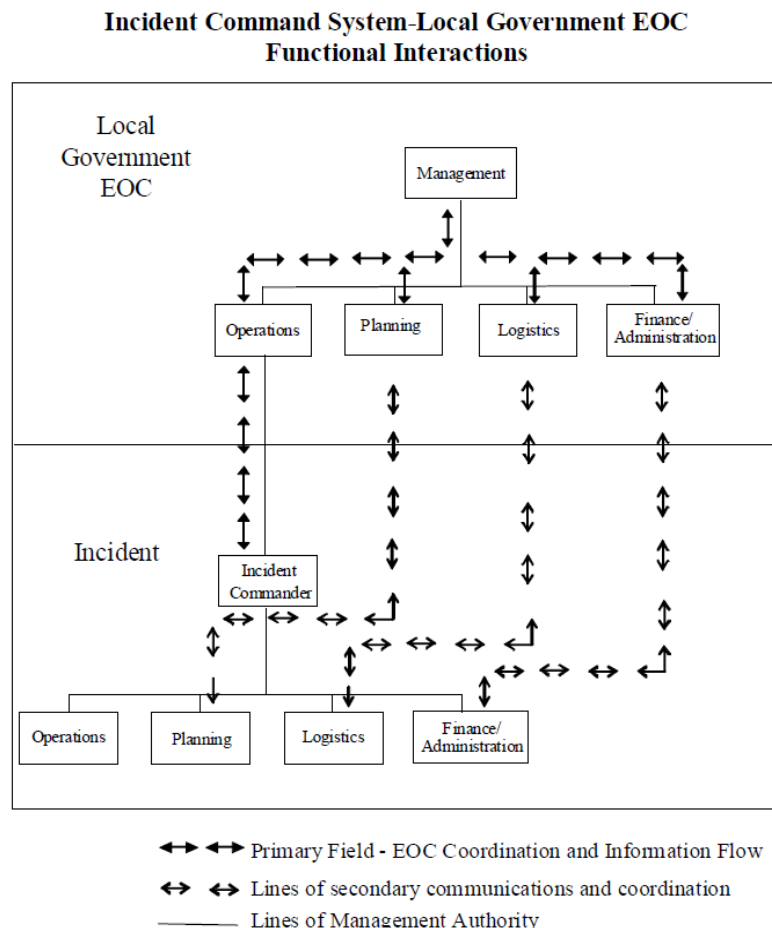 Incident Command System-Local Government EOC
Functional Interactions
Local
Government
EOC
Management
Operations
Planning
Logistics
Finance/
Administration
Incident
Incident
Commander
Operations
Planning
Logistics
Finance/
Administration
Primary Field - EOC Coordination and Information Flow
Lines of secondary communications and coordination
Lines of Management Authority